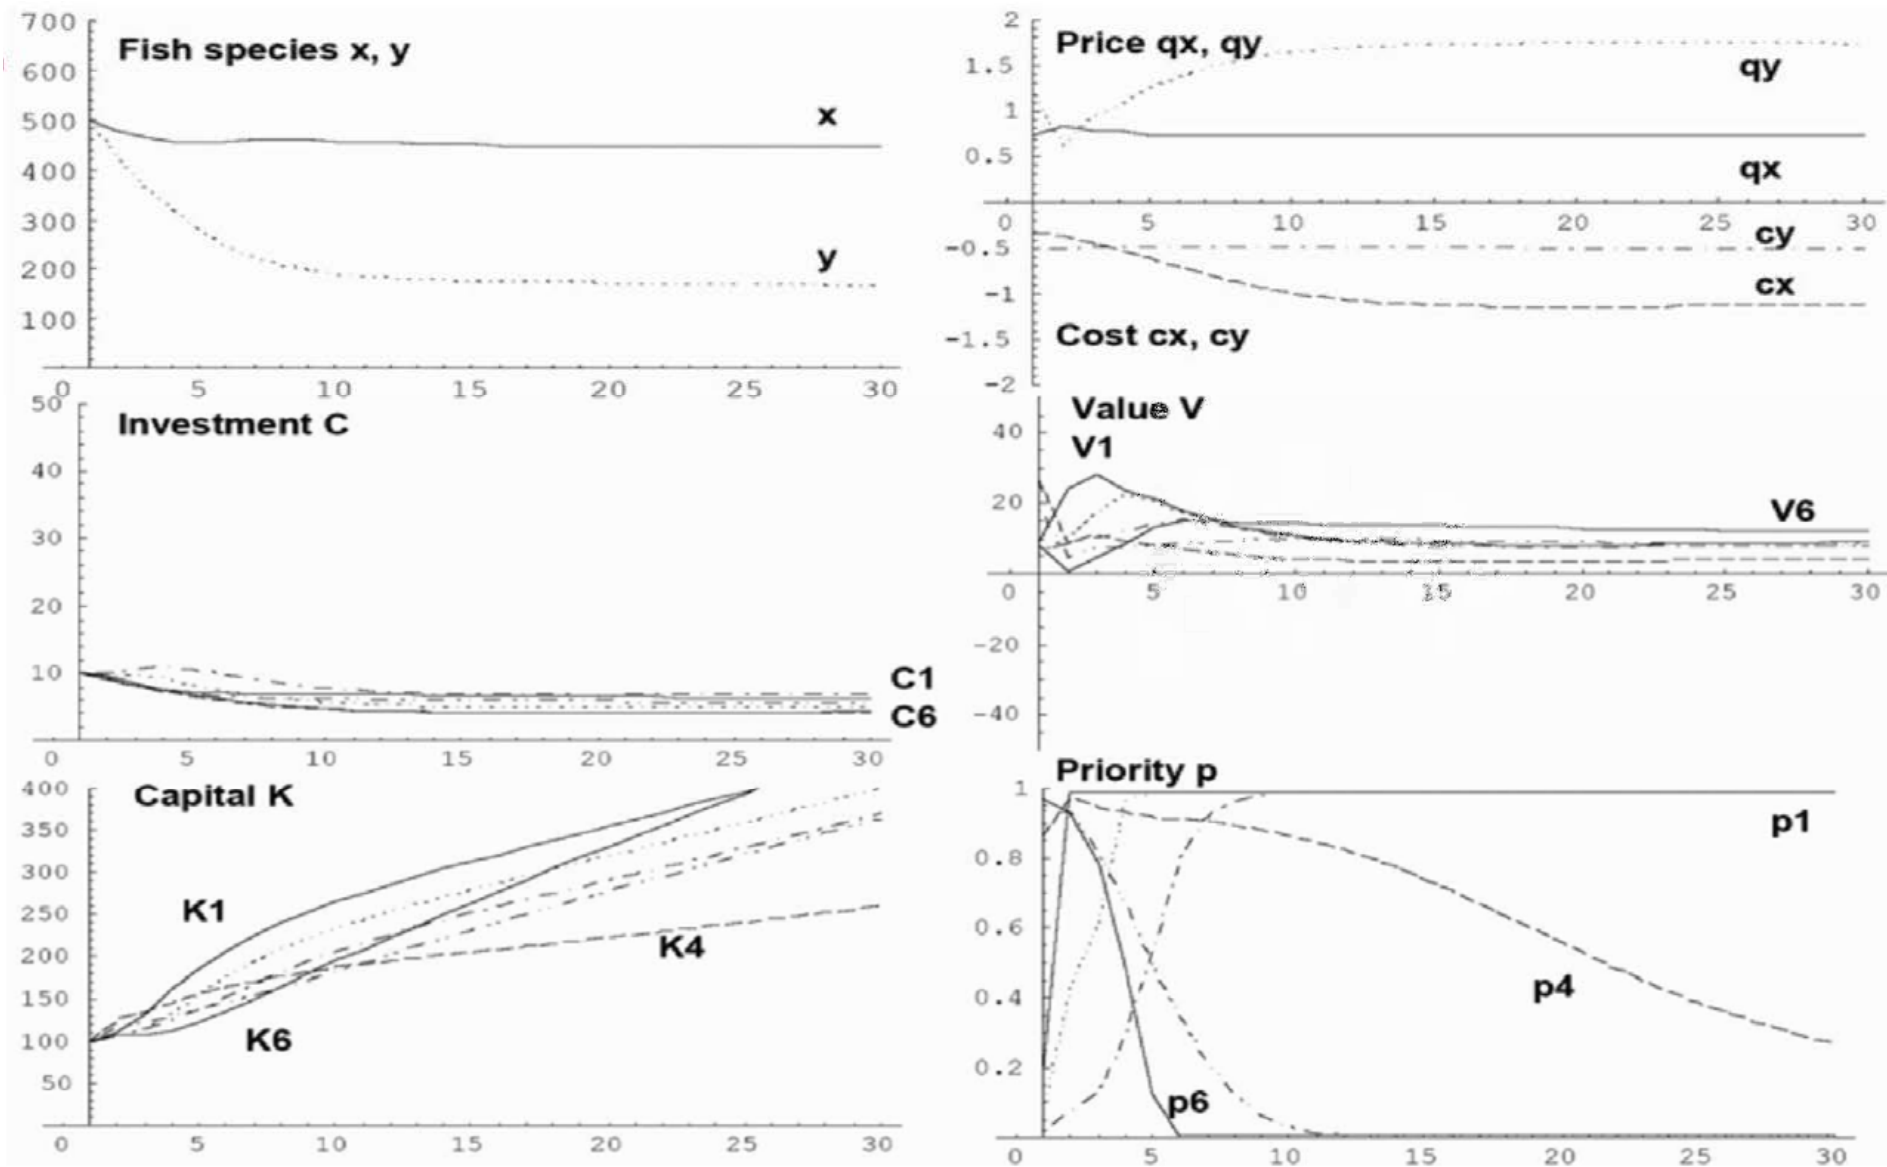 700
Fish species x, y
600
500
x
400
300
y
200
100
0 5 10 15 20 25 30
2
Price qx, qy
1.5
qy
1
0.5
qx
0 5 10 15 20 25 30
-0.5
cy
-1
cx
-1.5
Cost cx, cy
-2
50
Investment C
40
30
20
10
C1
C6
0 5 10 15 20 25 30
Value V
40
V1
20
V6
0 5 10 15 20 25 30
-20
-40
400
Capital K
350
300
250
K1
200
K4
150
100
K6
50
0 5 10 15 20 25 30
Priority p
1
p1
0.8
0.6
0.4
p4
0.2
p6
0 5 10 15 20 25 30